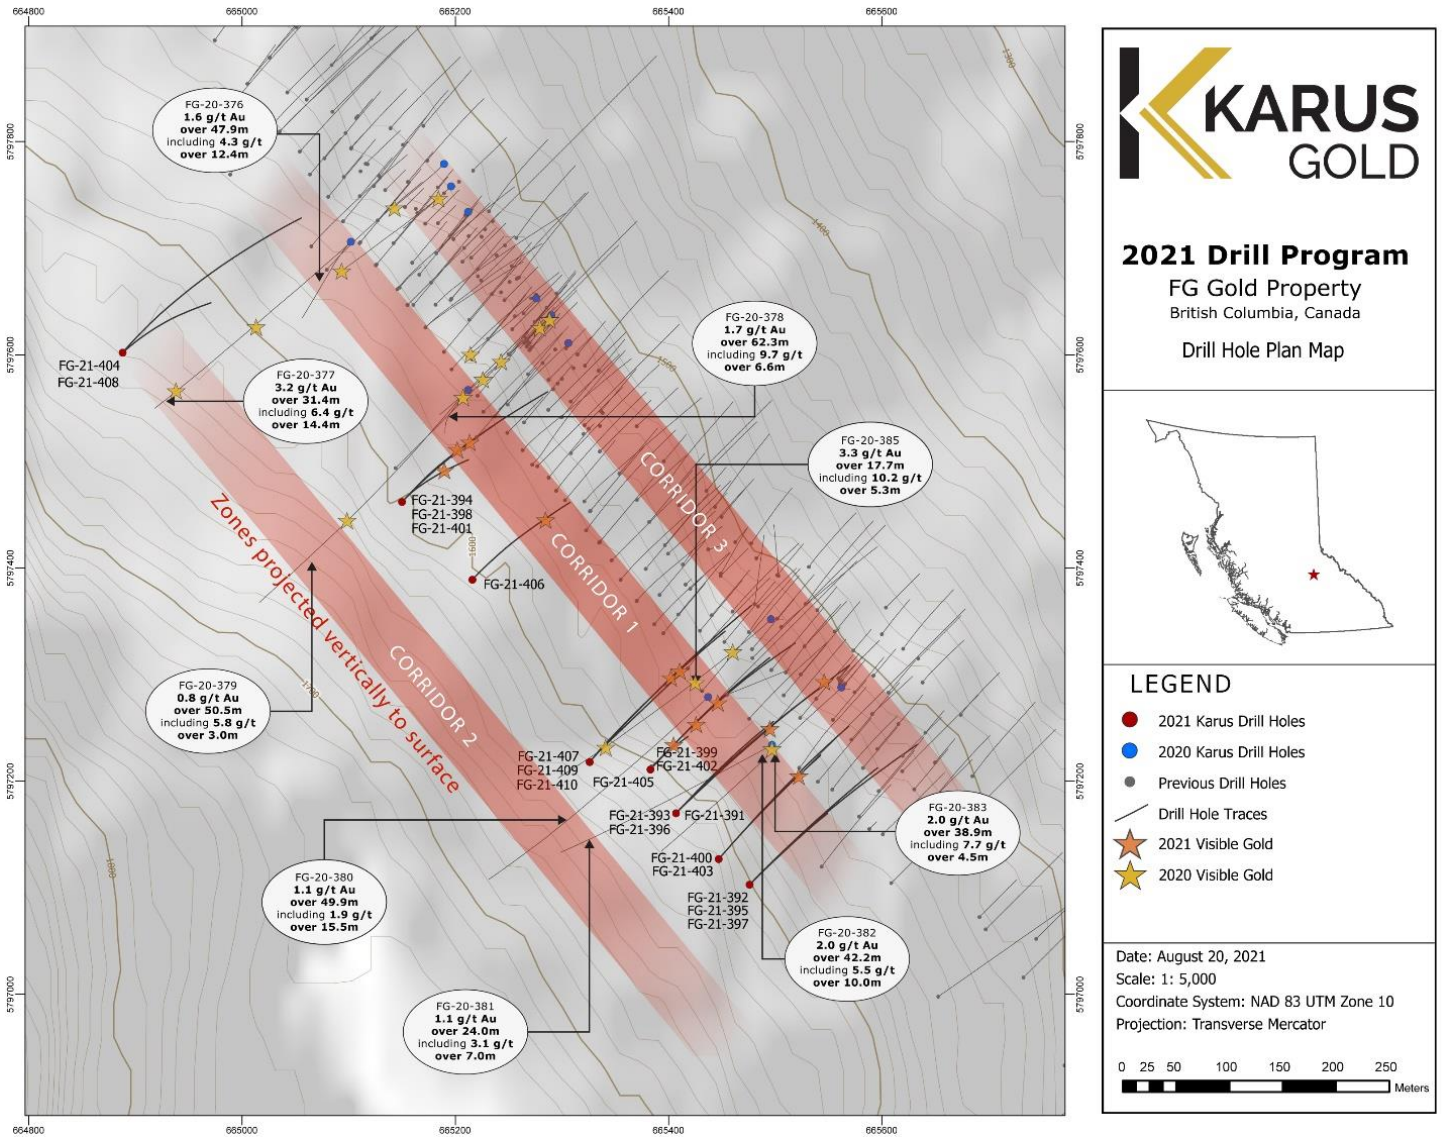 664800
665000
665200
665400
665600
5797800
5797600
5797400
5797200
5797000
5797800
5797600
5797400
5797200
5797000
664800
665000
665200
665400
665600
1300
1400
1500
1600
1700
1800
FG-20-376
1.6 g/t Au
over 47.9m
including 4.3 g/t
over 12.4m
FG-21-404
FG-21-408
FG-20-377
3.2 g/t Au
over 31.4m
including 6.4 g/t
over 14.4m
FG-20-378
1.7 g/t Au
over 62.3m
including 9.7 g/t
over 6.6m
FG-20-385
3.3 g/t Au
over 17.7m
including 10.2 g/t
over 5.3m
FG-21-394
FG-21-398
FG-21-401
FG-21-406
CORRIDOR 3
CORRIDOR 1
CORRIDOR 2
Zones projected vertically to surface
FG-20-379
0.8 g/t Au
over 50.5m
including 5.8 g/t
over 3.0m
FG-21-407
FG-21-409
FG-21-410
FG-21-399
FG-21-402
FG-21-405
FG-21-393
FG-21-396
FG-21-391
FG-21-400
FG-21-403
FG-21-392
FG-21-395
FG-21-397
FG-20-383
2.0 g/t Au
over 38.9m
including 7.7 g/t
over 4.5m
FG-20-380
1.1 g/t Au
over 49.9m
including 1.9 g/t
over 15.5m
FG-20-382
2.0 g/t Au
over 42.2m
including 5.5 g/t
over 10.0m
FG-20-381
1.1 g/t Au
over 24.0m
including 3.1 g/t
over 7.0m
KARUS
GOLD
2021 Drill Program
FG Gold Property
British Columbia, Canada
Drill Hole Plan Map
LEGEND
2021 Karus Drill Holes
2020 Karus Drill Holes
Previous Drill Holes
Drill Hole Traces
2021 Visible Gold
2020 Visible Gold
Date: August 20, 2021
Scale: 1: 5,000
Coordinate System: NAD 83 UTM Zone 10
Projection: Transverse Mercator
0 25 50 100 150 200 250
Meters